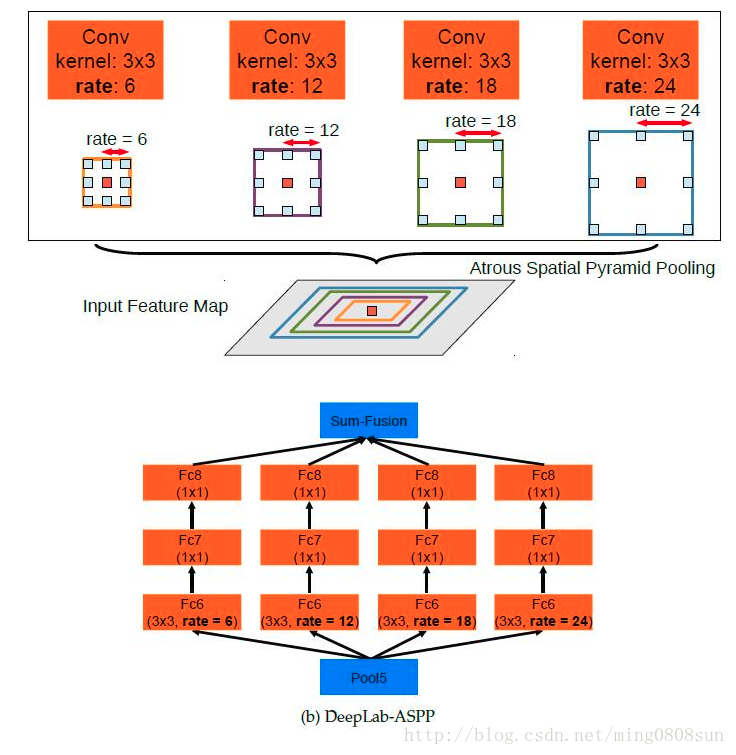 Conv
kernel: 3x3
rate: 6
Conv
kernel: 3x3
rate: 12
Conv
kernel: 3x3
rate: 18
Conv
kernel: 3x3
rate: 24
rate = 6
rate = 12
rate = 18
rate = 24
Atrous Spatial Pyramid Pooling
Input Feature Map
Sum-Fusion
Fc8
(1x1)
Fc8
(1x1)
Fc8
(1x1)
Fc8
(1x1)
Fc7
(1x1)
Fc7
(1x1)
Fc7
(1x1)
Fc7
(1x1)
Fc6
(3x3, rate = 6)
Fc6
(3x3, rate = 12)
Fc6
(3x3, rate = 18)
Fc6
(3x3, rate = 24)
Pool5
(b) DeepLab-ASPP
http://blog.csdn.net/ming0808sun